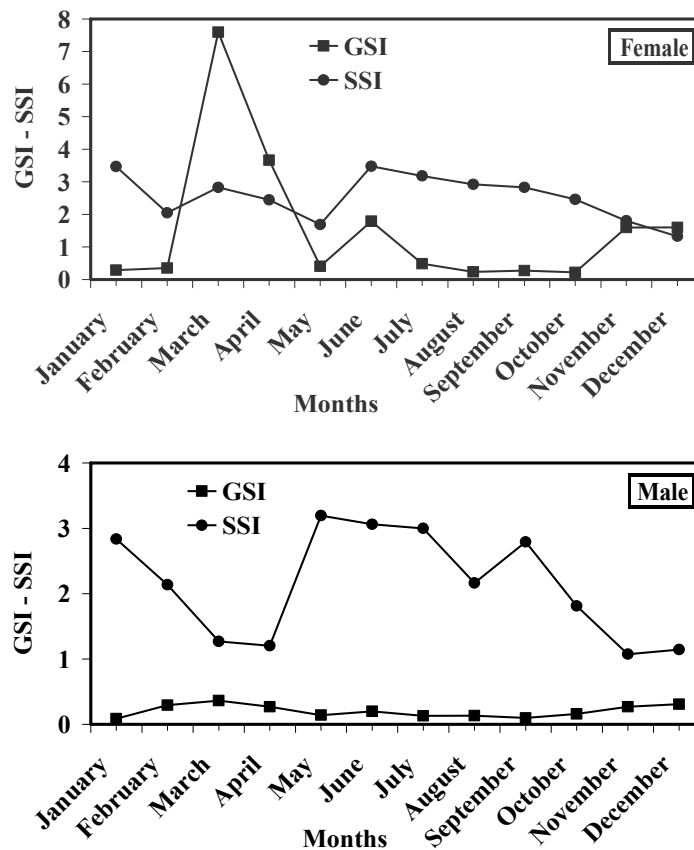 8
7
6
5
4
3
2
1
0
GSI - SSI
GSI
SSI
Female
January
February
March
April
May
June
July
August
September
October
November
December
Months
4
3
2
1
0
GSI - SSI
GSI
SSI
Male
January
February
March
April
May
June
July
August
September
October
November
December
Months